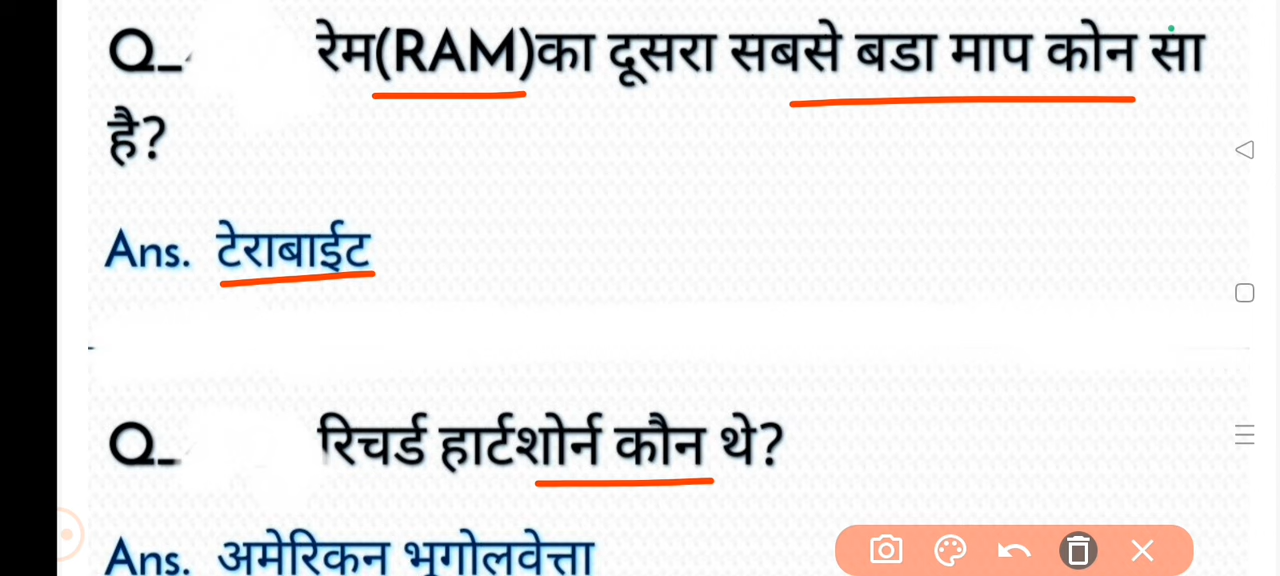 Q_ रेम(RAM)का दूसरा सबसे बडा माप कोन सा
है?
Ans. टेराबाईट
Q_ रिचर्ड हार्टशोर्न कौन थे?
Ans. अमेरिकन भूगोलवेत्ता